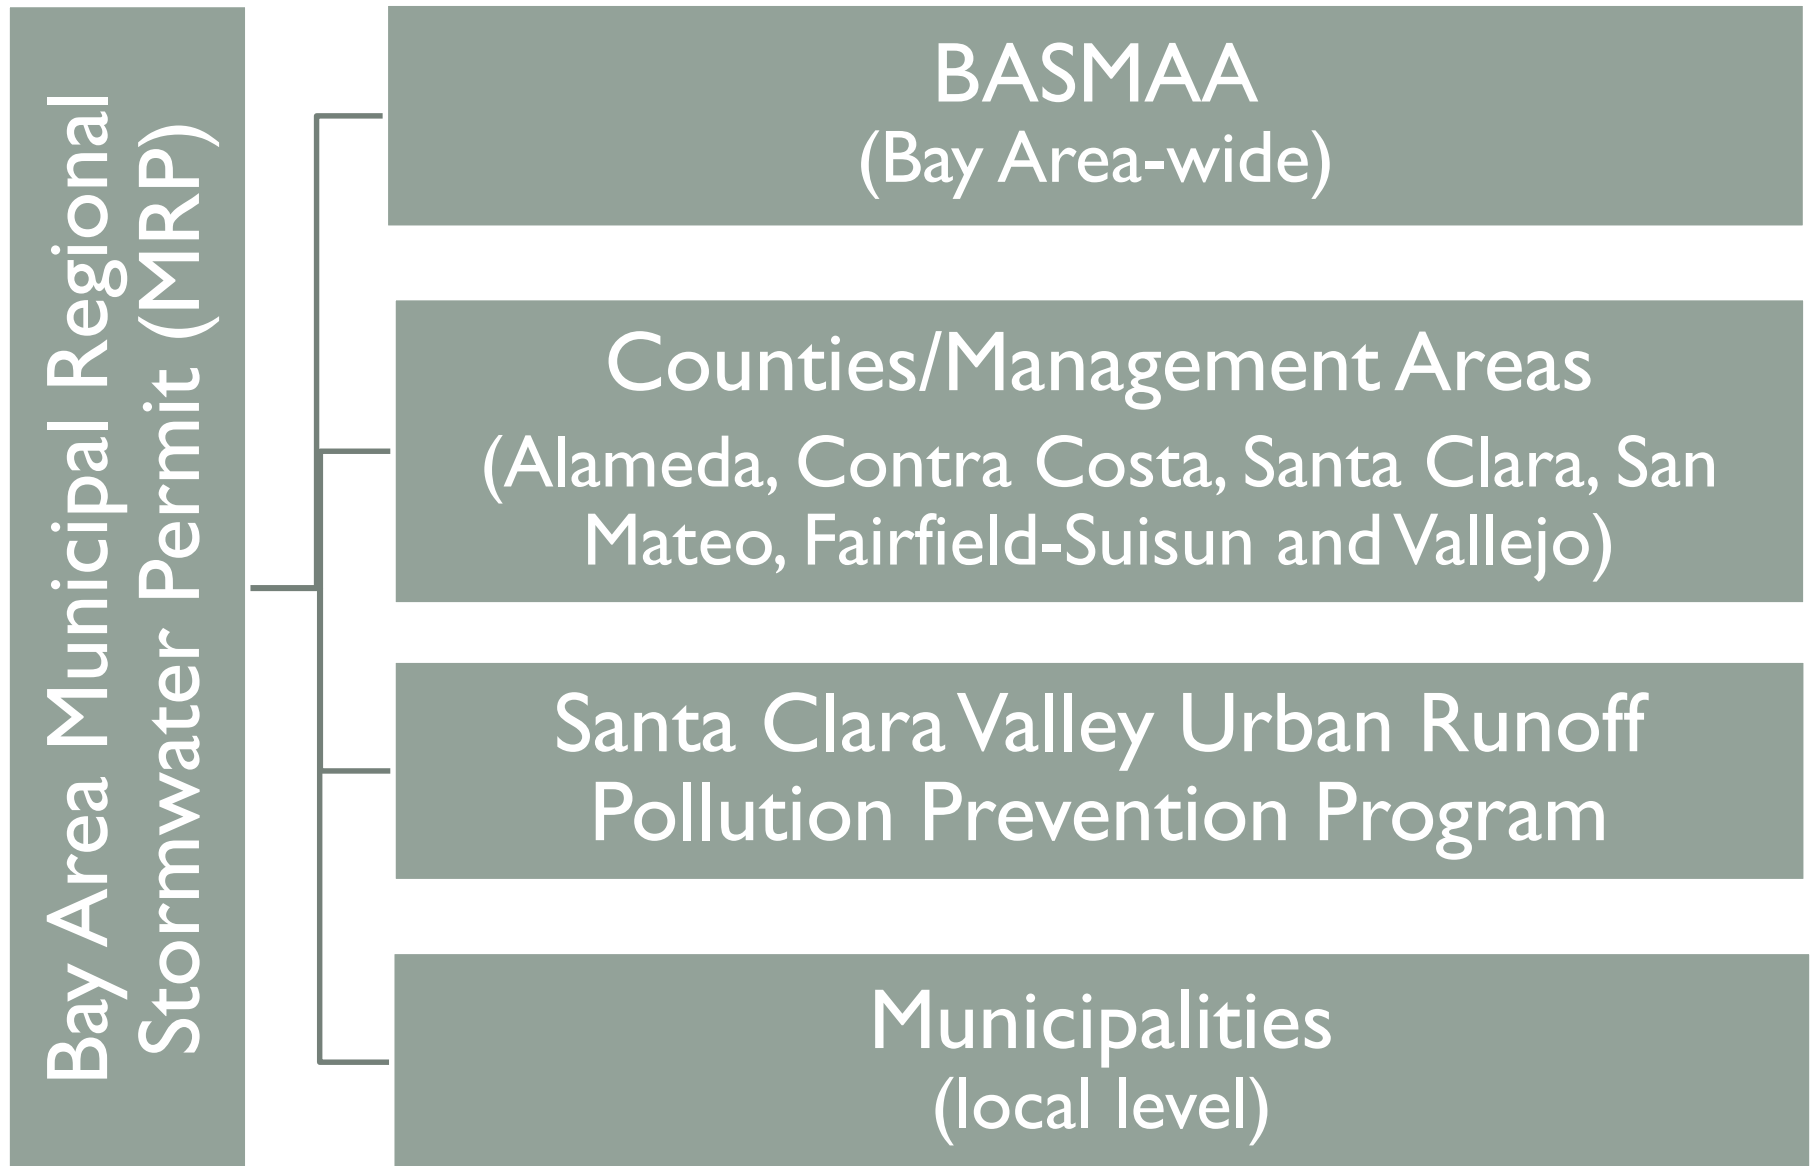 Bay Area Municipal Regional
Stormwater Permit (MRP)
BASMAA
(Bay Area-wide)
Counties/Management Areas
(Alameda, Contra Costa, Santa Clara, San
Mateo, Fairfield-Suisun and Vallejo)
Santa Clara Valley Urban Runoff
Pollution Prevention Program
Municipalities
(local level)